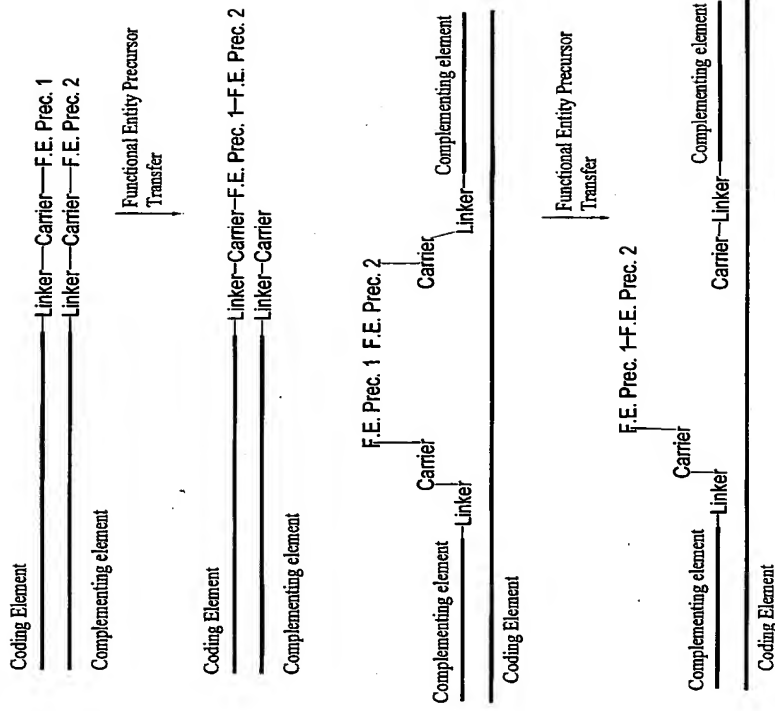 Coding Element
Linker—Carrier—F.E. Prec. 1
Linker—Carrier—F.E. Prec. 2
Complementing element
Functional Entity Precursor
Transfer
Coding Element
Linker–Carrier–F.E. Prec. 1–F.E. Prec. 2
Linker–Carrier
Complementing element
F.E. Prec. 1 F.E. Prec. 2
Carrier
Carrier
Complementing element
Linker
Linker
Complementing element
Coding Element
Functional Entity Precursor
Transfer
F.E. Prec. 1–F.E. Prec. 2
Carrier
Complementing element
Linker
Carrier–Linker
Complementing element
Coding Element